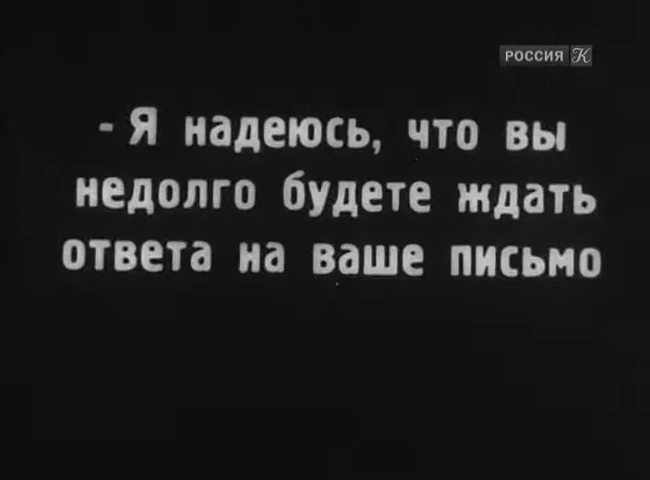 РОССИЯ К
- Я надеюсь, что вы
недолго будете ждать
ответа на ваше письмо